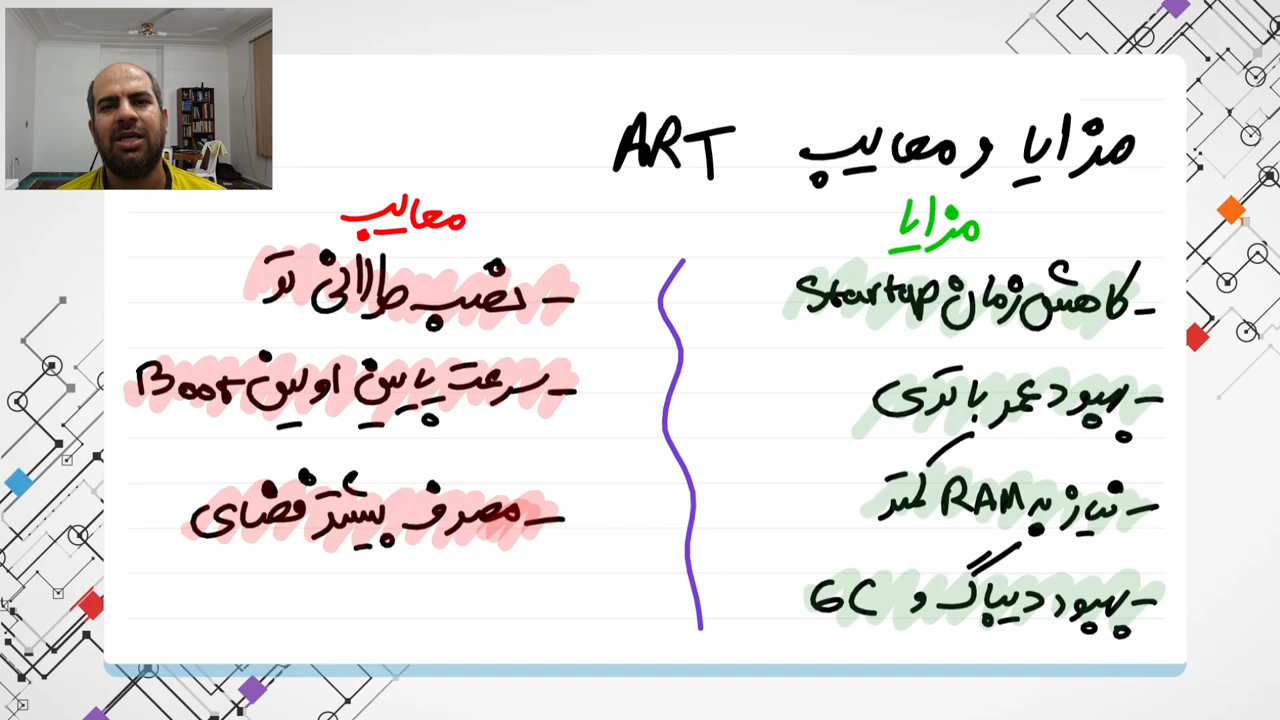 مزایا و معایب ART
مزایا
- کاهش زمان Startup
- بهبود عمر باتری
- نیاز به RAM کمتر
- بهبود دیباگ و GC
معایب
- نصب طولانی تر
- سرعت پایین اولین Boot
- مصرف بیشتر فضای